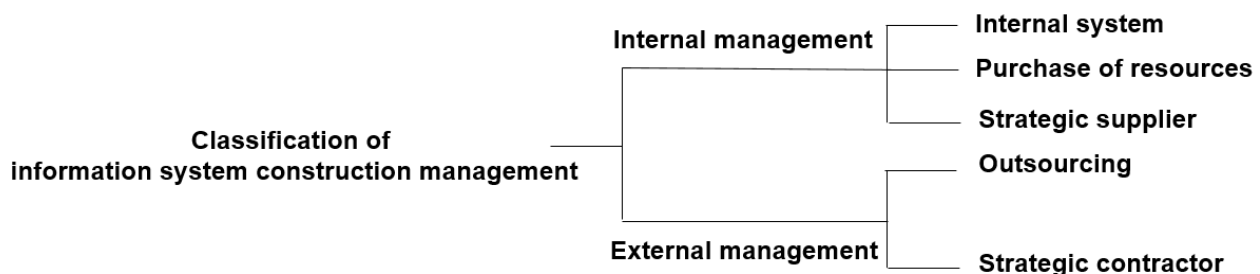 Internal management
Internal system
Purchase of resources
Strategic supplier
Classification of
information system construction management
Outsourcing
External management
Strategic contractor